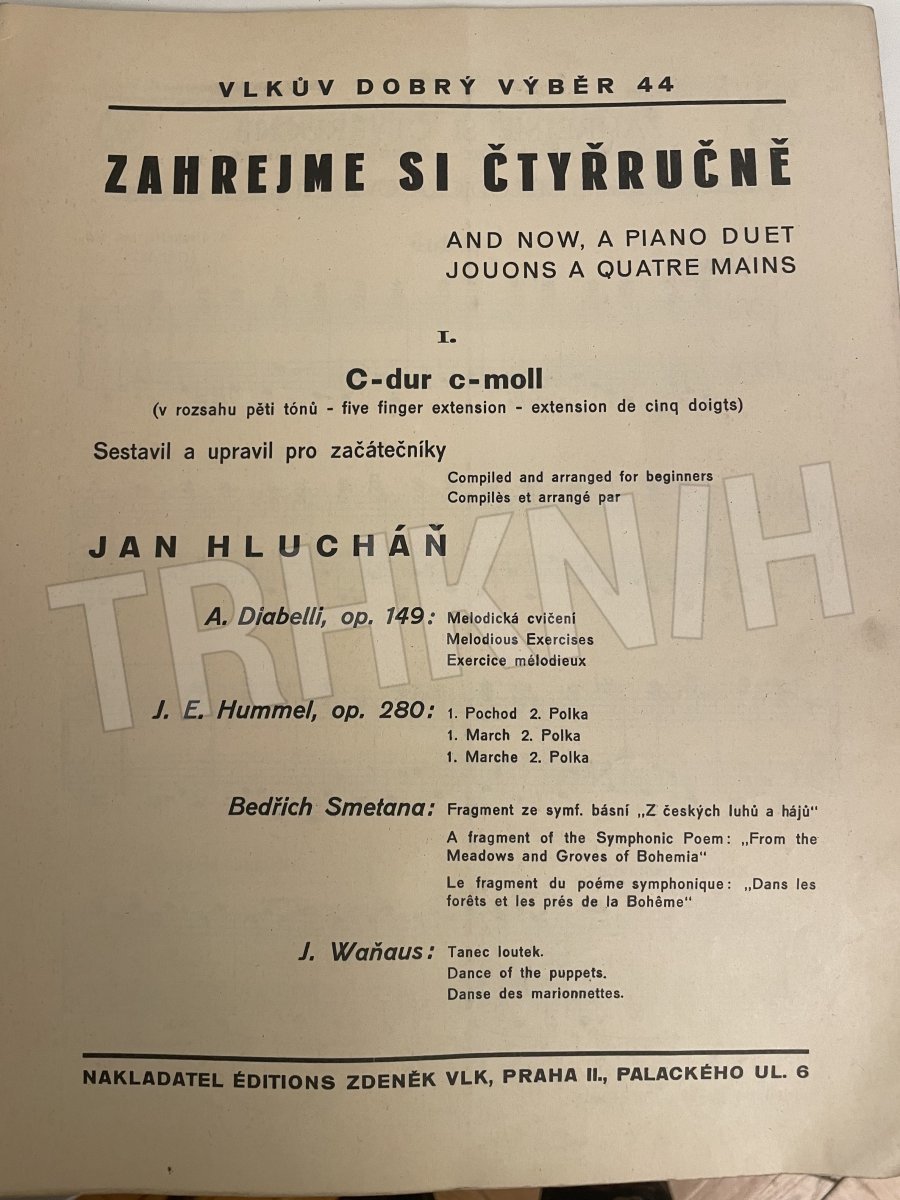 VLKŮV DOBRÝ VÝBĚR 44
ZAHREJME SI ČTYŘRUČNĚ
AND NOW, A PIANO DUET
JOUONS A QUATRE MAINS
I.
C-dur c-moll
(v rozsahu pěti tónů - five finger extension - extension de cinq doigts)
Sestavil a upravil pro začátečníky
Compiled and arranged for beginners
Compilès et arrangé par
JAN HLUCHÁŇ
TRHKNIH
A. Diabelli, op. 149: Melodická cvičení
Melodious Exercises
Exercice mélodieux
J. E. Hummel, op. 280: 1. Pochod 2. Polka
1. March 2. Polka
1. Marche 2. Polka
Bedřich Smetana: Fragment ze symf. básní „Z českých luhů a hájů“
A fragment of the Symphonic Poem: „From the
Meadows and Groves of Bohemia“
Le fragment du poéme symphonique: „Dans les
forêts et les prés de la Bohême“
J. Waňaus: Tanec loutek.
Dance of the puppets.
Danse des marionnettes.
NAKLADATEL ÉDITIONS ZDENĚK VLK, PRAHA II., PALACKÉHO UL. 6